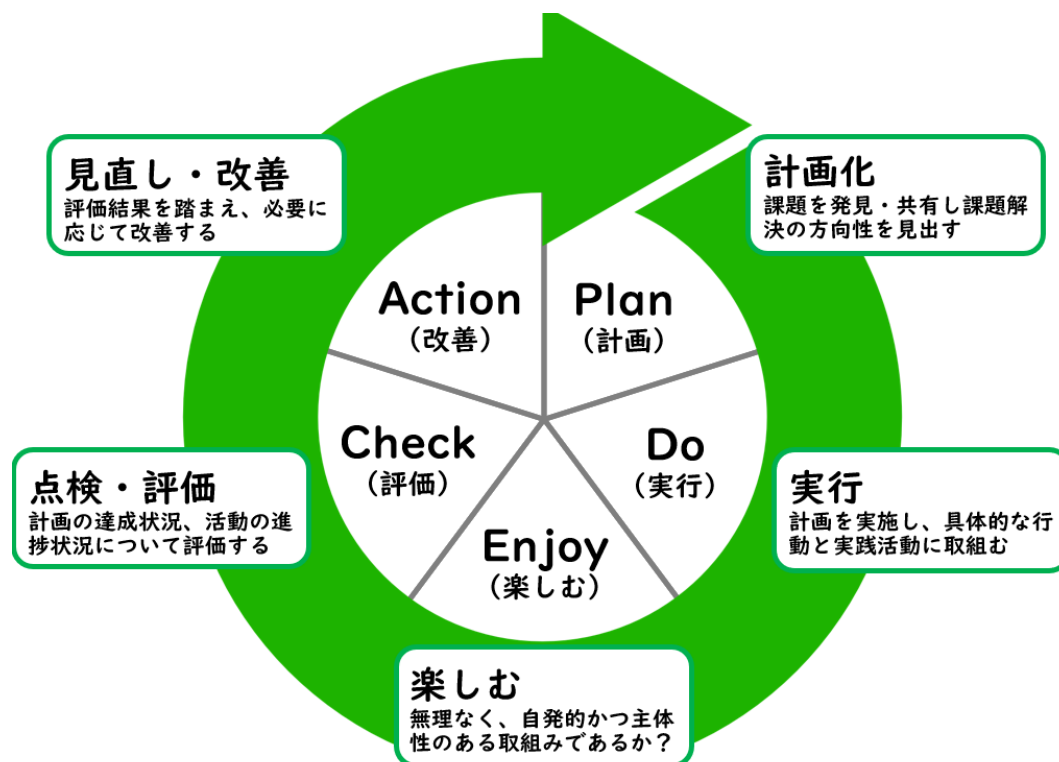 見直し・改善
評価結果を踏まえ、必要に
応じて改善する
計画化
課題を発見・共有し課題解
決の方向性を見出す
Action
（改善）
Plan
（計画）
Check
（評価）
Do
（実行）
Enjoy
（楽しむ）
点検・評価
計画の達成状況、活動の進
捗状況について評価する
実行
計画を実施し、具体的な行
動と実践活動に取組む
楽しむ
無理なく、自発的かつ主体
性のある取組みであるか？